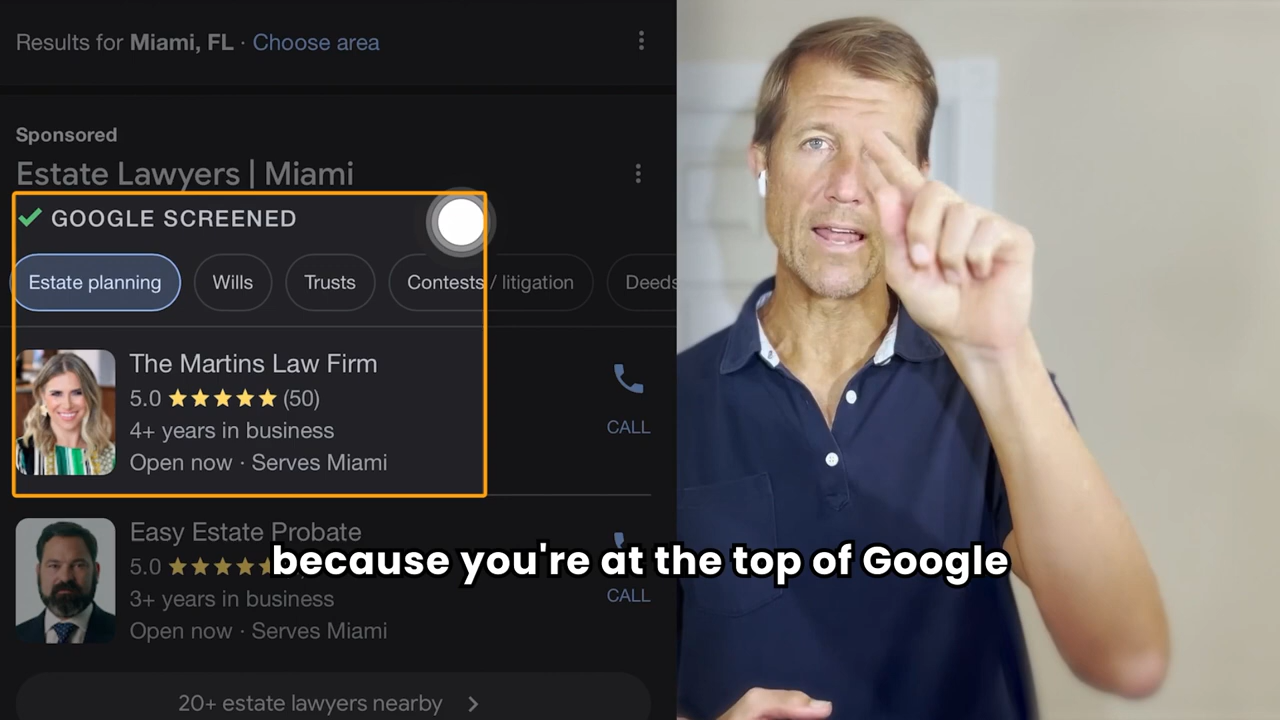 Results for Miami, FL · Choose area
Sponsored
Estate Lawyers | Miami
GOOGLE SCREENED
Estate planning
Wills
Trusts
Contests / litigation
Deeds
The Martins Law Firm
5.0 ★★★★★ (50)
4+ years in business
Open now · Serves Miami
CALL
Easy Estate Probate
5.0 ★★★★
3+ years in business
Open now · Serves Miami
CALL
because you're at the top of Google
20+ estate lawyers nearby